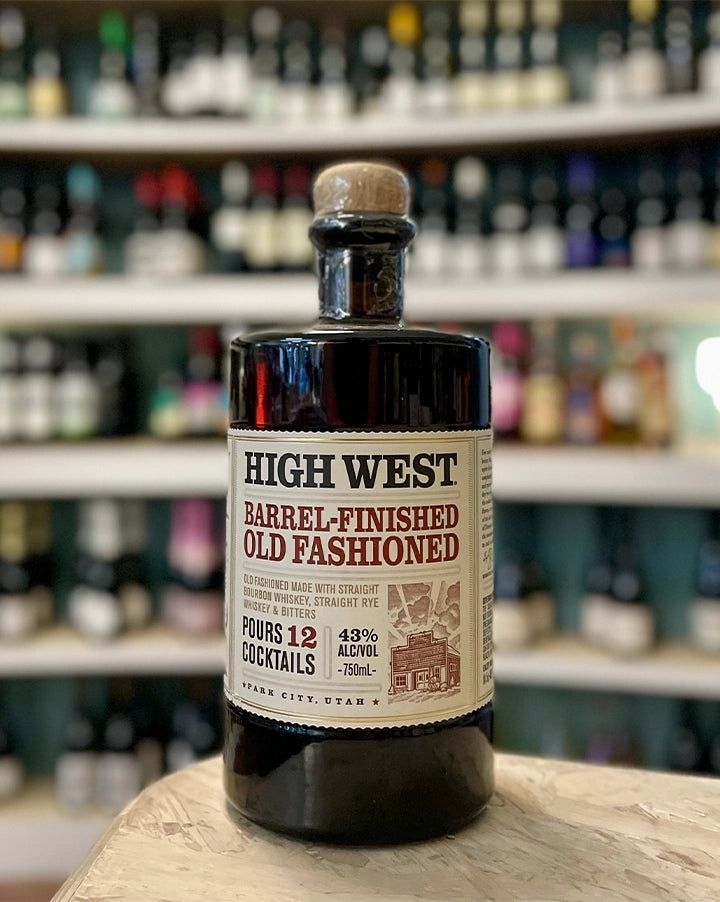 HIGH WEST.
BARREL-FINISHED
OLD FASHIONED
OLD FASHIONED MADE WITH STRAIGHT
BOURBON WHISKEY, STRAIGHT RYE
WHISKEY & BITTERS
POURS 12
COCKTAILS
43%
ALC/VOL
-750mL-
★PARK CITY, UTAH ★